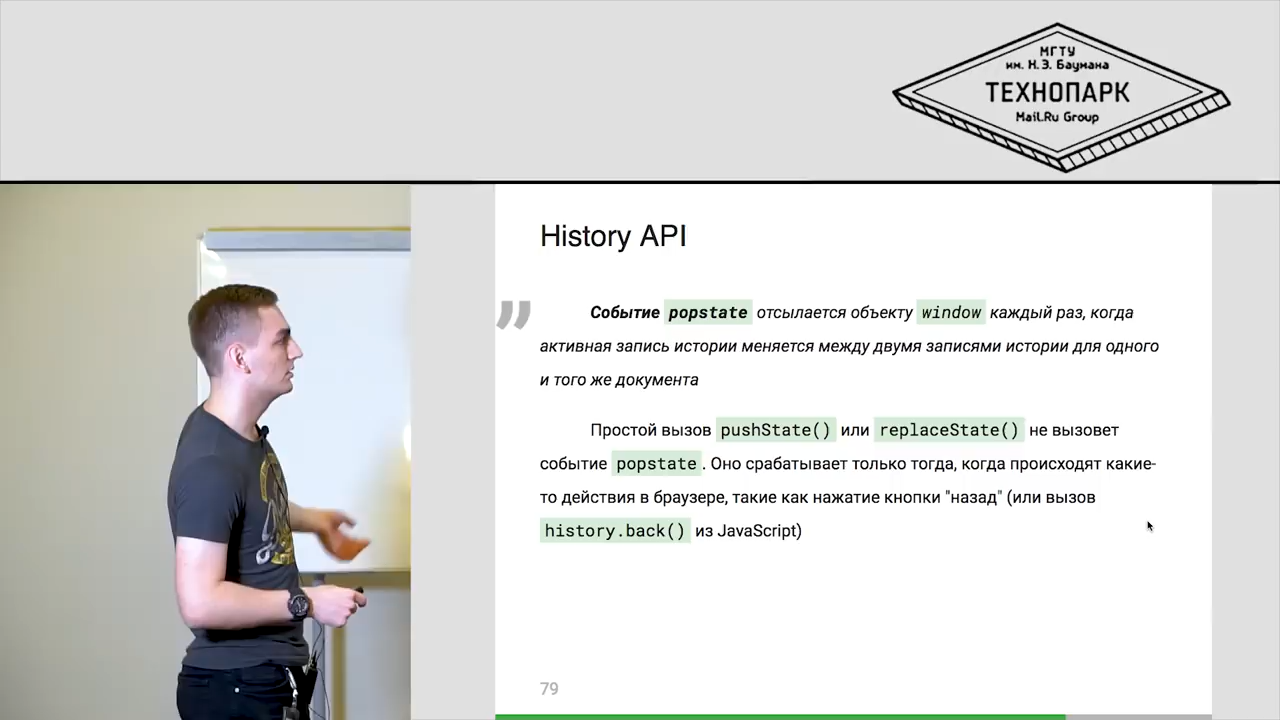 МГТУ
им. Н.Э. Баумана
ТЕХНОПАРК
Mail.Ru Group
History API
” Событие popstate отсылается объекту window каждый раз, когда
активная запись истории меняется между двумя записями истории для одного
и того же документа
Простой вызов pushState() или replaceState() не вызовет
событие popstate. Оно срабатывает только тогда, когда происходят какие-
то действия в браузере, такие как нажатие кнопки "назад" (или вызов
history.back() из JavaScript)
79